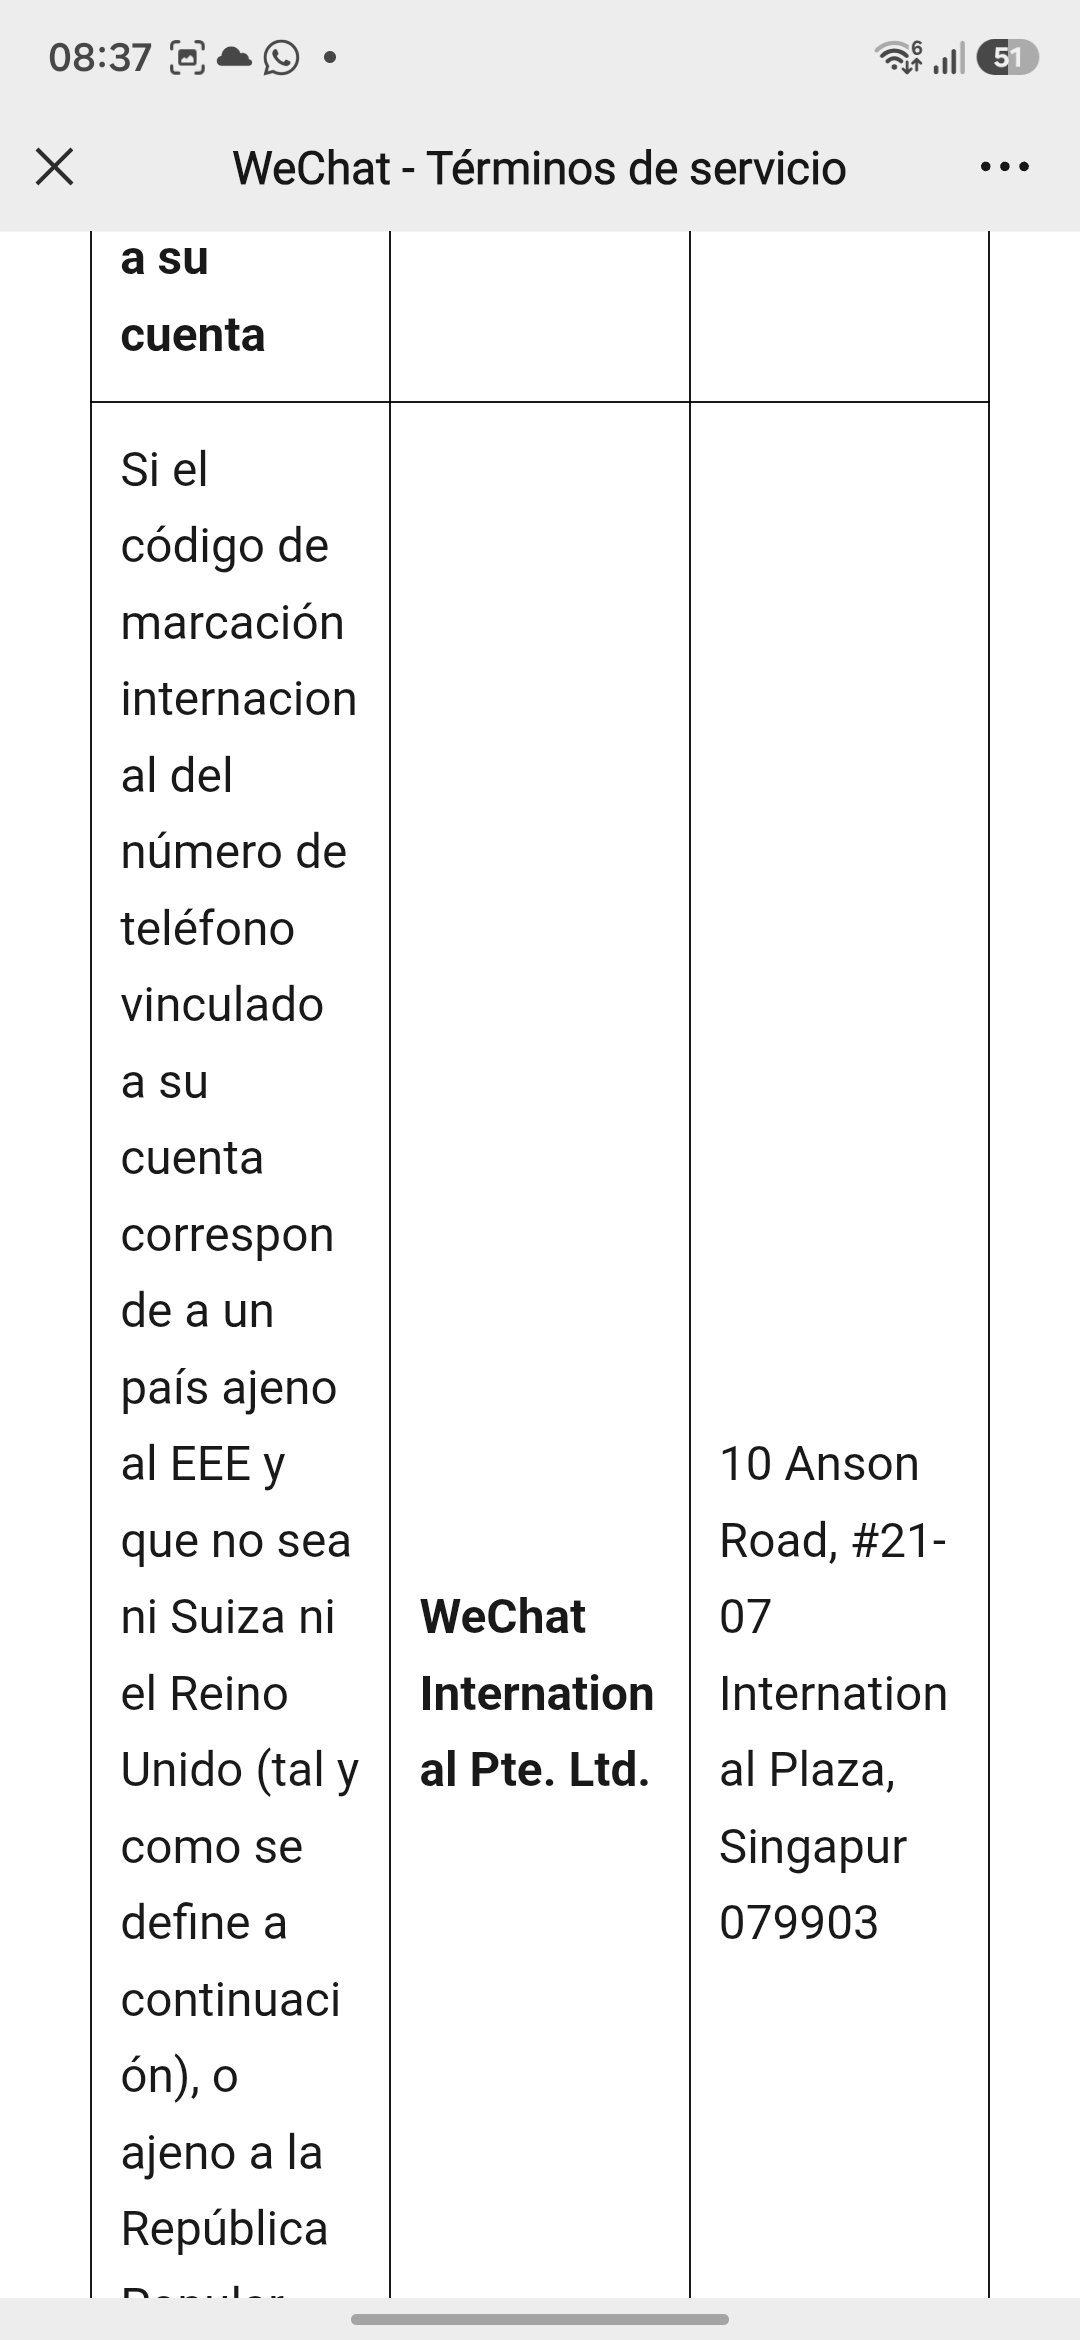 08:37
6
51
WeChat - Términos de servicio
a su
cuenta
Si el
código de
marcación
internacion
al del
número de
teléfono
vinculado
a su
cuenta
correspon
de a un
país ajeno
al EEE y
que no sea
ni Suiza ni
el Reino
Unido (tal y
como se
define a
continuaci
ón), o
ajeno a la
República
WeChat
Internation
al Pte. Ltd.
10 Anson
Road, #21-
07
Internation
al Plaza,
Singapur
079903